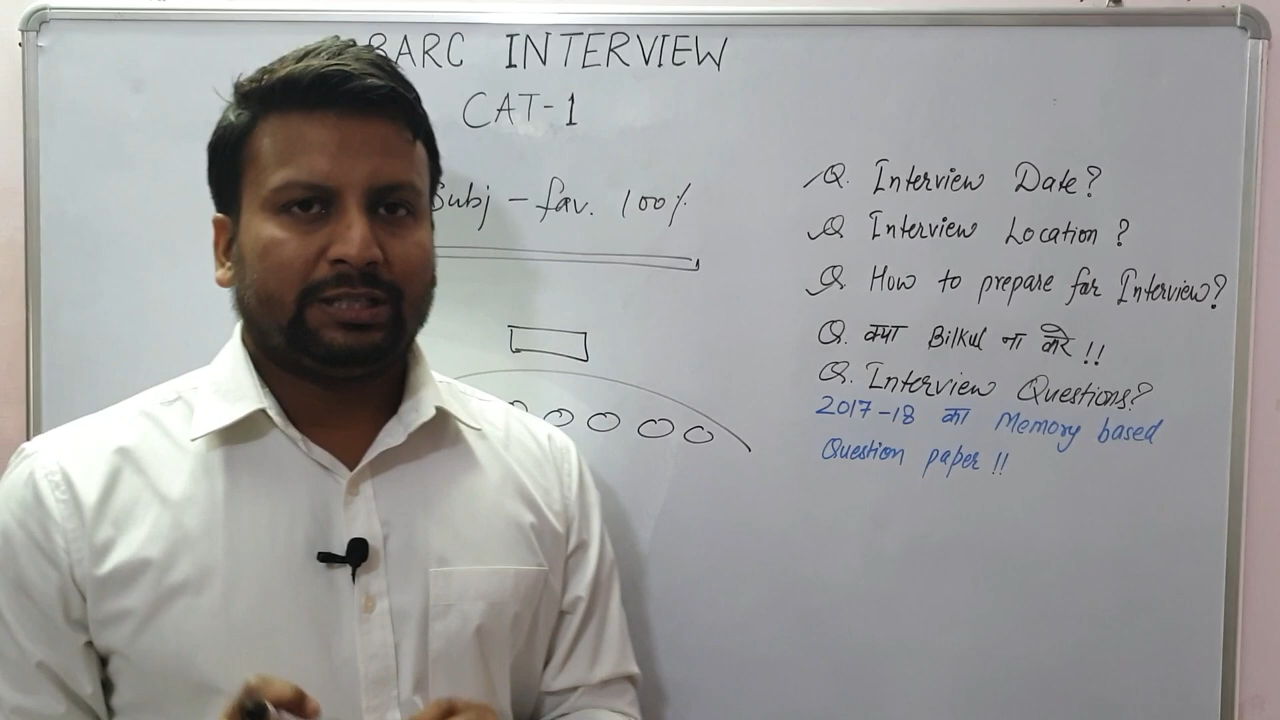 BARC INTERVIEW
CAT-1
Subj - fav. 100%
Q. Interview Date?
Q. Interview Location?
Q. How to prepare for Interview?
Q. क्या Bilkul ना करे !!
Q. Interview Questions?
2017-18 का Memory based
Question paper !!